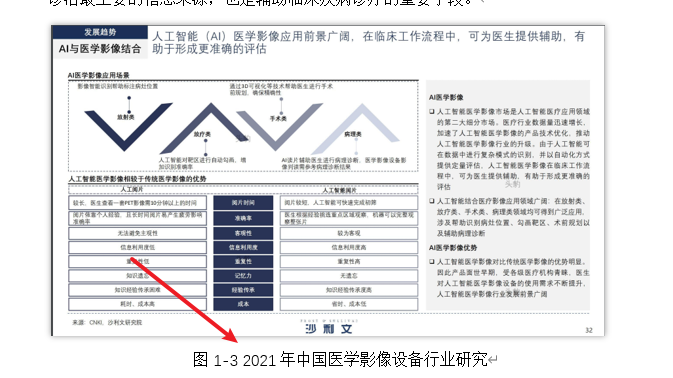 诊治最主要的信息来源，也是辅助临床疾病诊疗的重要手段。
发展趋势
AI与医学影像结合
人工智能（AI）医学影像应用前景广阔，在临床工作流程中，可为医生提供辅助，有
助于形成更准确的评估
AI医学影像应用场景
影像智能识别帮助标注病灶位置
通过3D可视化等技术帮助医生进行手术
前规划，确保精确性
放射类
放疗类
手术类
病理类
人工智能对靶区进行自动勾画，增
加识别准确率
AI读片辅助医生进行病理诊断，医学影像设备影
像判读需参考病理诊断结果
人工智能医学影像相较于传统医学影像的优势
人工阅片
人工智能阅片
较长，医生查看一套PET影像需10分钟以上的时间
阅片时间
阅片较短，人工智能可快速完成初筛
阅片依靠个人经验，且长时间阅片易产生疲劳影响
准确率
准确率
医生根据经验挑选重点区域观察，机器可以完整观
察整张片
无法避免主观性
客观性
较为客观
信息利用度低
信息利用度
信息利用度高
重复性低
重复性
重复性高
知识遗忘
记忆力
无遗忘
知识经验传承困难
经验传承
知识经验传承度高
耗时，成本高
成本
省时，成本低
AI医学影像
人工智能医学影像市场是人工智能医疗应用领域
的第二大细分市场。医疗行业数据量迅速增长，
加速了人工智能医学影像的产品技术优化，推动
人工智能医学影像行业的升级。由于人工智能可
在数据中进行复杂模式的识别，并以自动化方式
提供定量评估，人工智能医学影像在临床工作流
程中，可为医生提供辅助，有助于形成更准确的
评估
人工智能结合医疗影像应用领域广阔：在放射类、
放疗类、手术类、病理类领域均可得到广泛应用，
涉及帮助识别病灶位置、勾画靶区、术前规划以
及辅助病理诊断
AI医学影像优势
人工智能医学影像对比传统医学影像的优势明显。
因此产品面世早期，受各级医疗机构青睐，医生
对人工智能医学影像设备的使用需求不断提升，
人工智能医学影像行业发展前景广阔
头豹
来源：CNKI、沙利文研究院
FROST & SULLIVAN
沙利文
32
图 1-3 2021 年中国医学影像设备行业研究